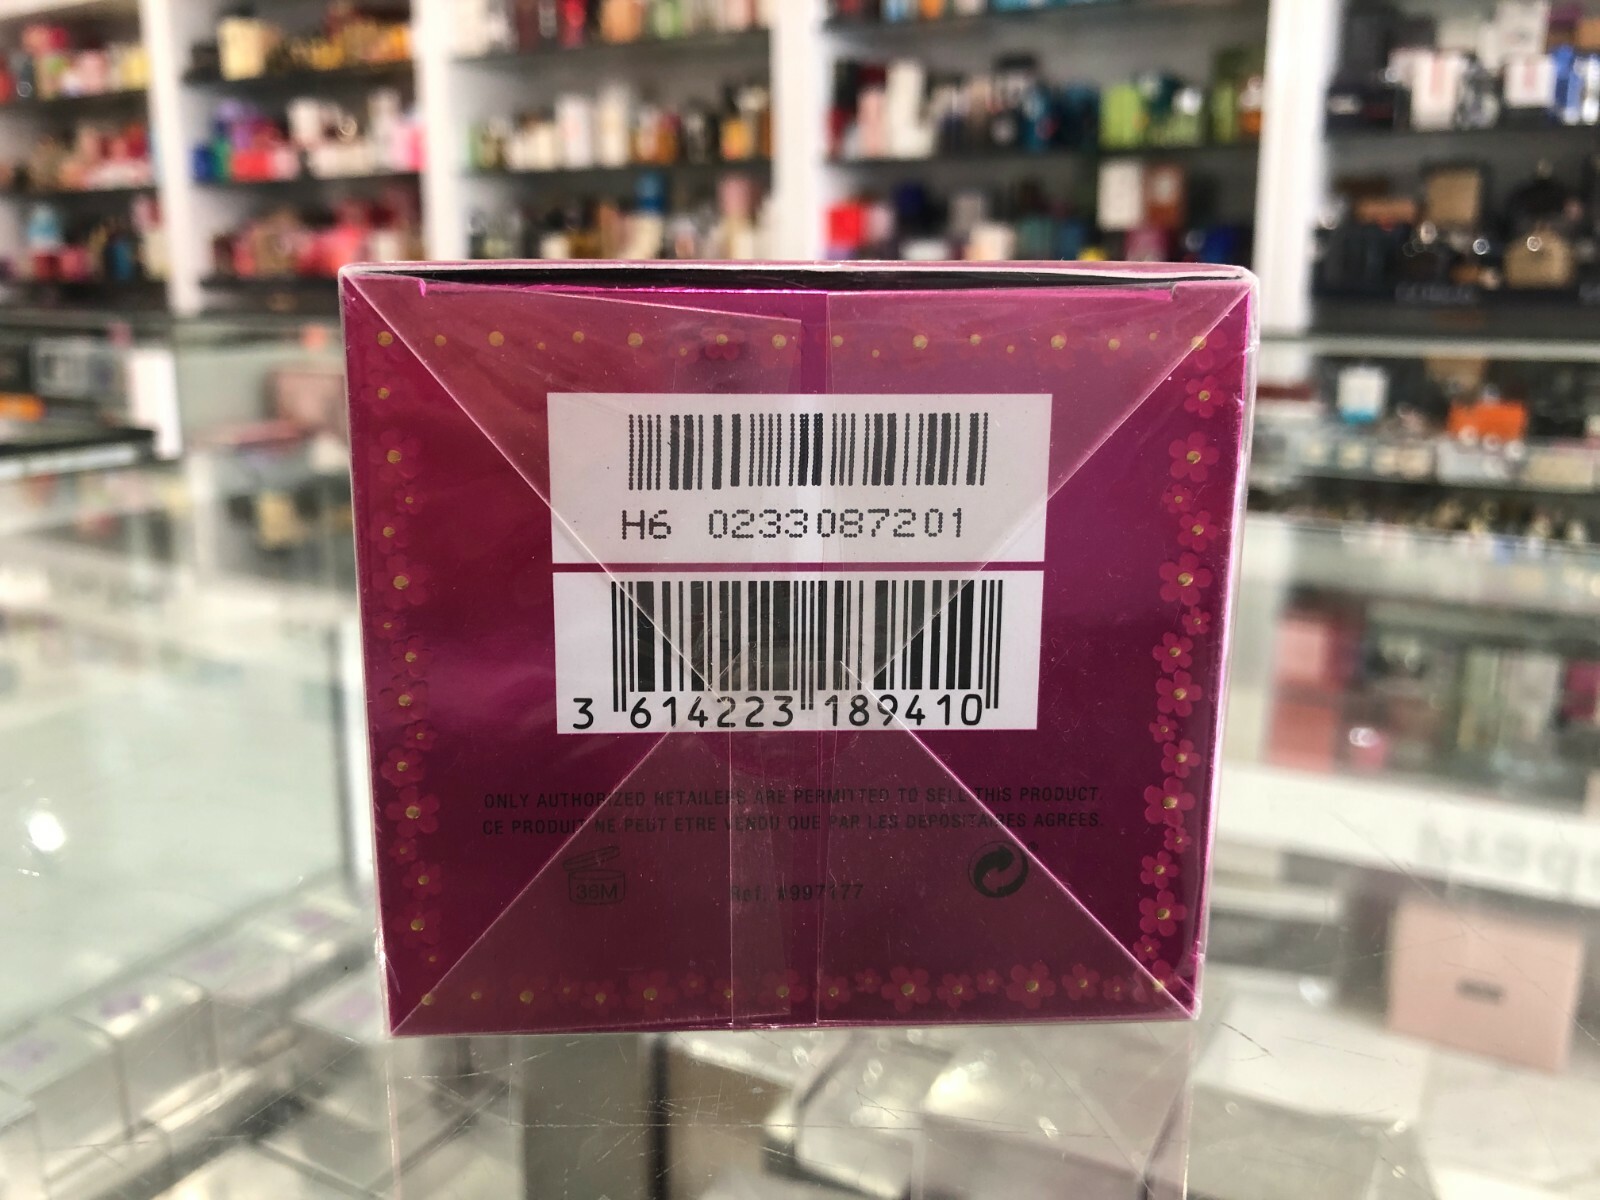 H6 0233087201
3 614223 189410
ONLY AUTHORIZED RETAILERS ARE PERMITTED TO SELL THIS PRODUCT.
CE PRODUIT NE PEUT ETRE VENDU QUE PAR LES DEPOSITAIRES AGREES.
36M
Ref. #997177